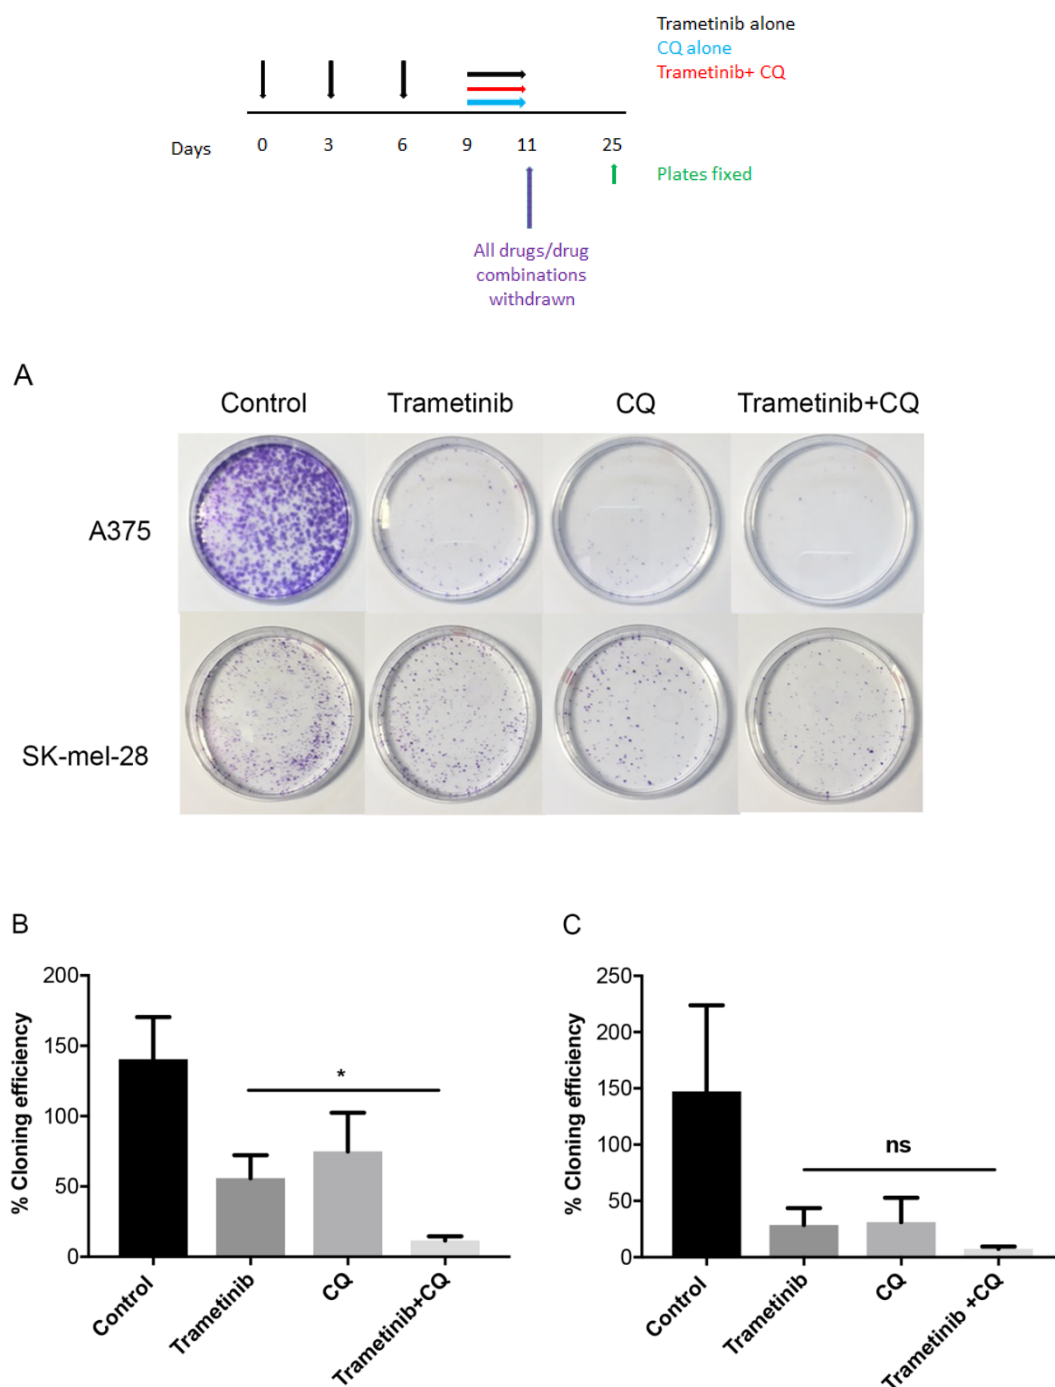 Trametinib alone
CQ alone
Trametinib+ CQ
Days 0 3 6 9 11 25
Plates fixed
All drugs/drug
combinations
withdrawn
A
Control Trametinib CQ Trametinib+CQ
A375
SK-mel-28
B
% Cloning efficiency
200
150
100
50
0
*
Control
Trametinib
CQ
Trametinib+CQ
C
% Cloning efficiency
250
200
150
100
50
0
ns
Control
Trametinib
CQ
Trametinib +CQ